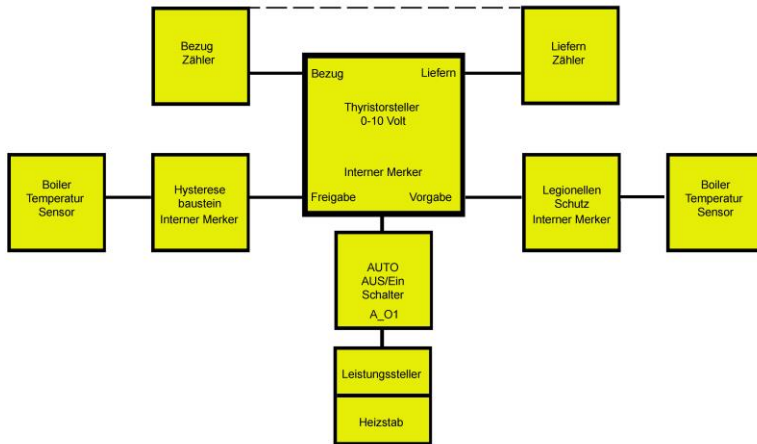 Bezug
Zähler
Liefern
Zähler
Bezug
Liefern
Thyristorsteller
0-10 Volt
Interner Merker
Freigabe
Vorgabe
Boiler
Temperatur
Sensor
Hysterese
baustein
Interner Merker
Legionellen
Schutz
Interner Merker
Boiler
Temperatur
Sensor
AUTO
AUS/Ein
Schalter
A_O1
Leistungssteller
Heizstab